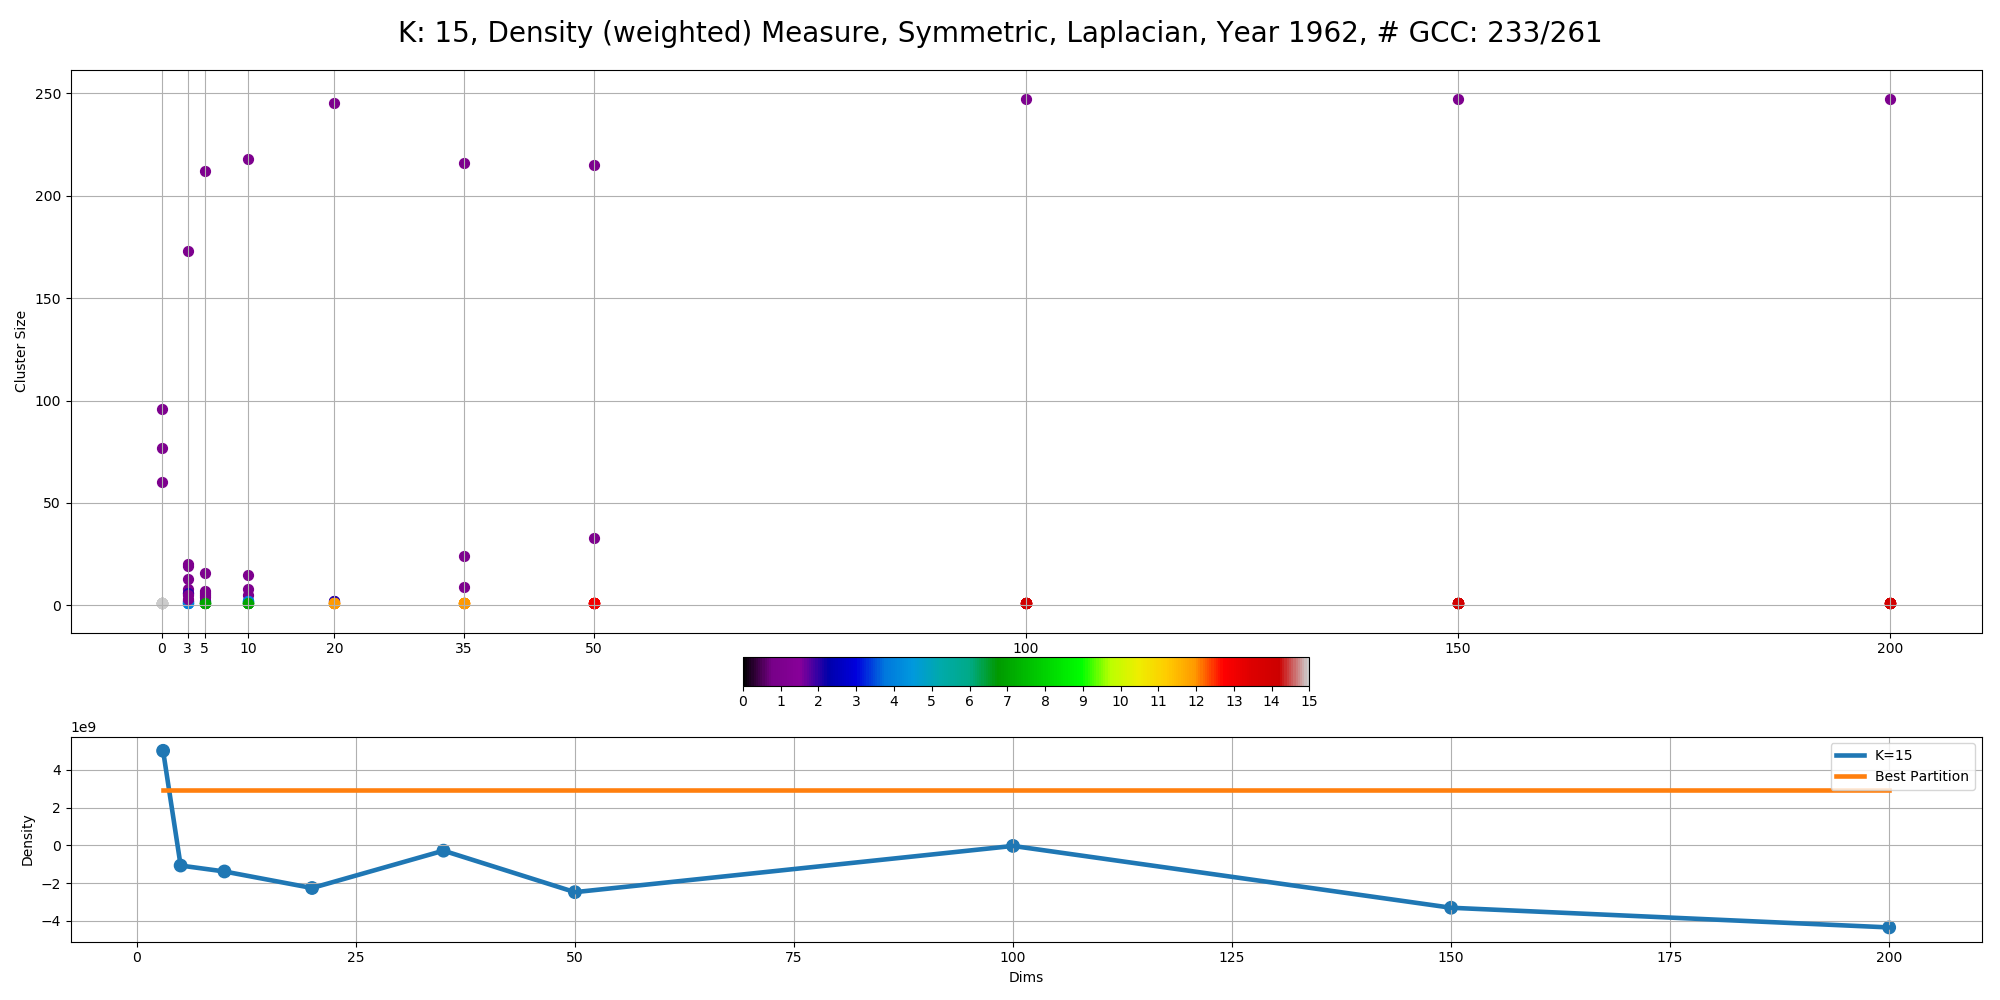 K: 15, Density (weighted) Measure, Symmetric, Laplacian, Year 1962, # GCC: 233/261
250
200
150
100
50
0
Cluster Size
0 3 5 10 20 35 50 100 150 200
0 1 2 3 4 5 6 7 8 9 10 11 12 13 14 15
1e9
4
2
0
−2
−4
Density
K=15
Best Partition
0 25 50 75 100 125 150 175 200
Dims